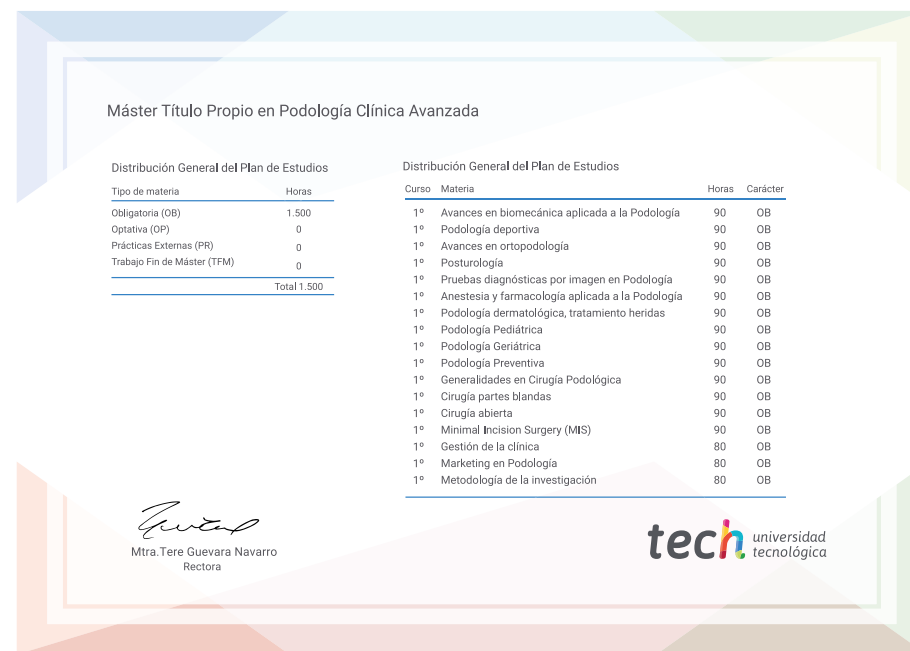 Máster Título Propio en Podología Clínica Avanzada
Distribución General del Plan de Estudios
Tipo de materia Horas
Obligatoria (OB) 1.500
Optativa (OP) 0
Prácticas Externas (PR) 0
Trabajo Fin de Máster (TFM) 0
Total 1.500
Distribución General del Plan de Estudios
Curso Materia Horas Carácter
1º Avances en biomecánica aplicada a la Podología 90 OB
1º Podología deportiva 90 OB
1º Avances en ortopodología 90 OB
1º Posturología 90 OB
1º Pruebas diagnósticas por imagen en Podología 90 OB
1º Anestesia y farmacología aplicada a la Podología 90 OB
1º Podología dermatológica, tratamiento heridas 90 OB
1º Podología Pediátrica 90 OB
1º Podología Geriátrica 90 OB
1º Podología Preventiva 90 OB
1º Generalidades en Cirugía Podológica 90 OB
1º Cirugía partes blandas 90 OB
1º Cirugía abierta 90 OB
1º Minimal Incision Surgery (MIS) 90 OB
1º Gestión de la clínica 80 OB
1º Marketing en Podología 80 OB
1º Metodología de la investigación 80 OB
Mtra.Tere Guevara Navarro
Rectora
tech universidad
tecnológica